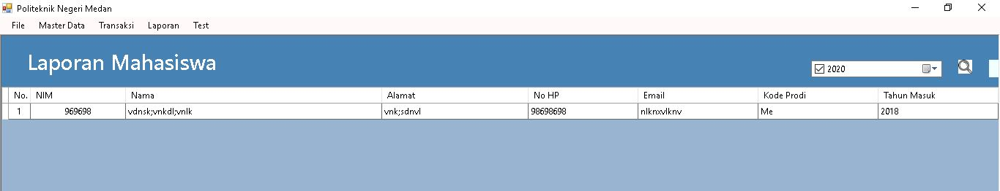 Politeknik Negeri Medan
File Master Data Transaksi Laporan Test
Laporan Mahasiswa
2020
No. NIM Nama Alamat No HP Email Kode Prodi Tahun Masuk
1 969698 vdnsk;vnkdl;vnlk vnk;sdnvl 98698698 nlknxvlknv Me 2018